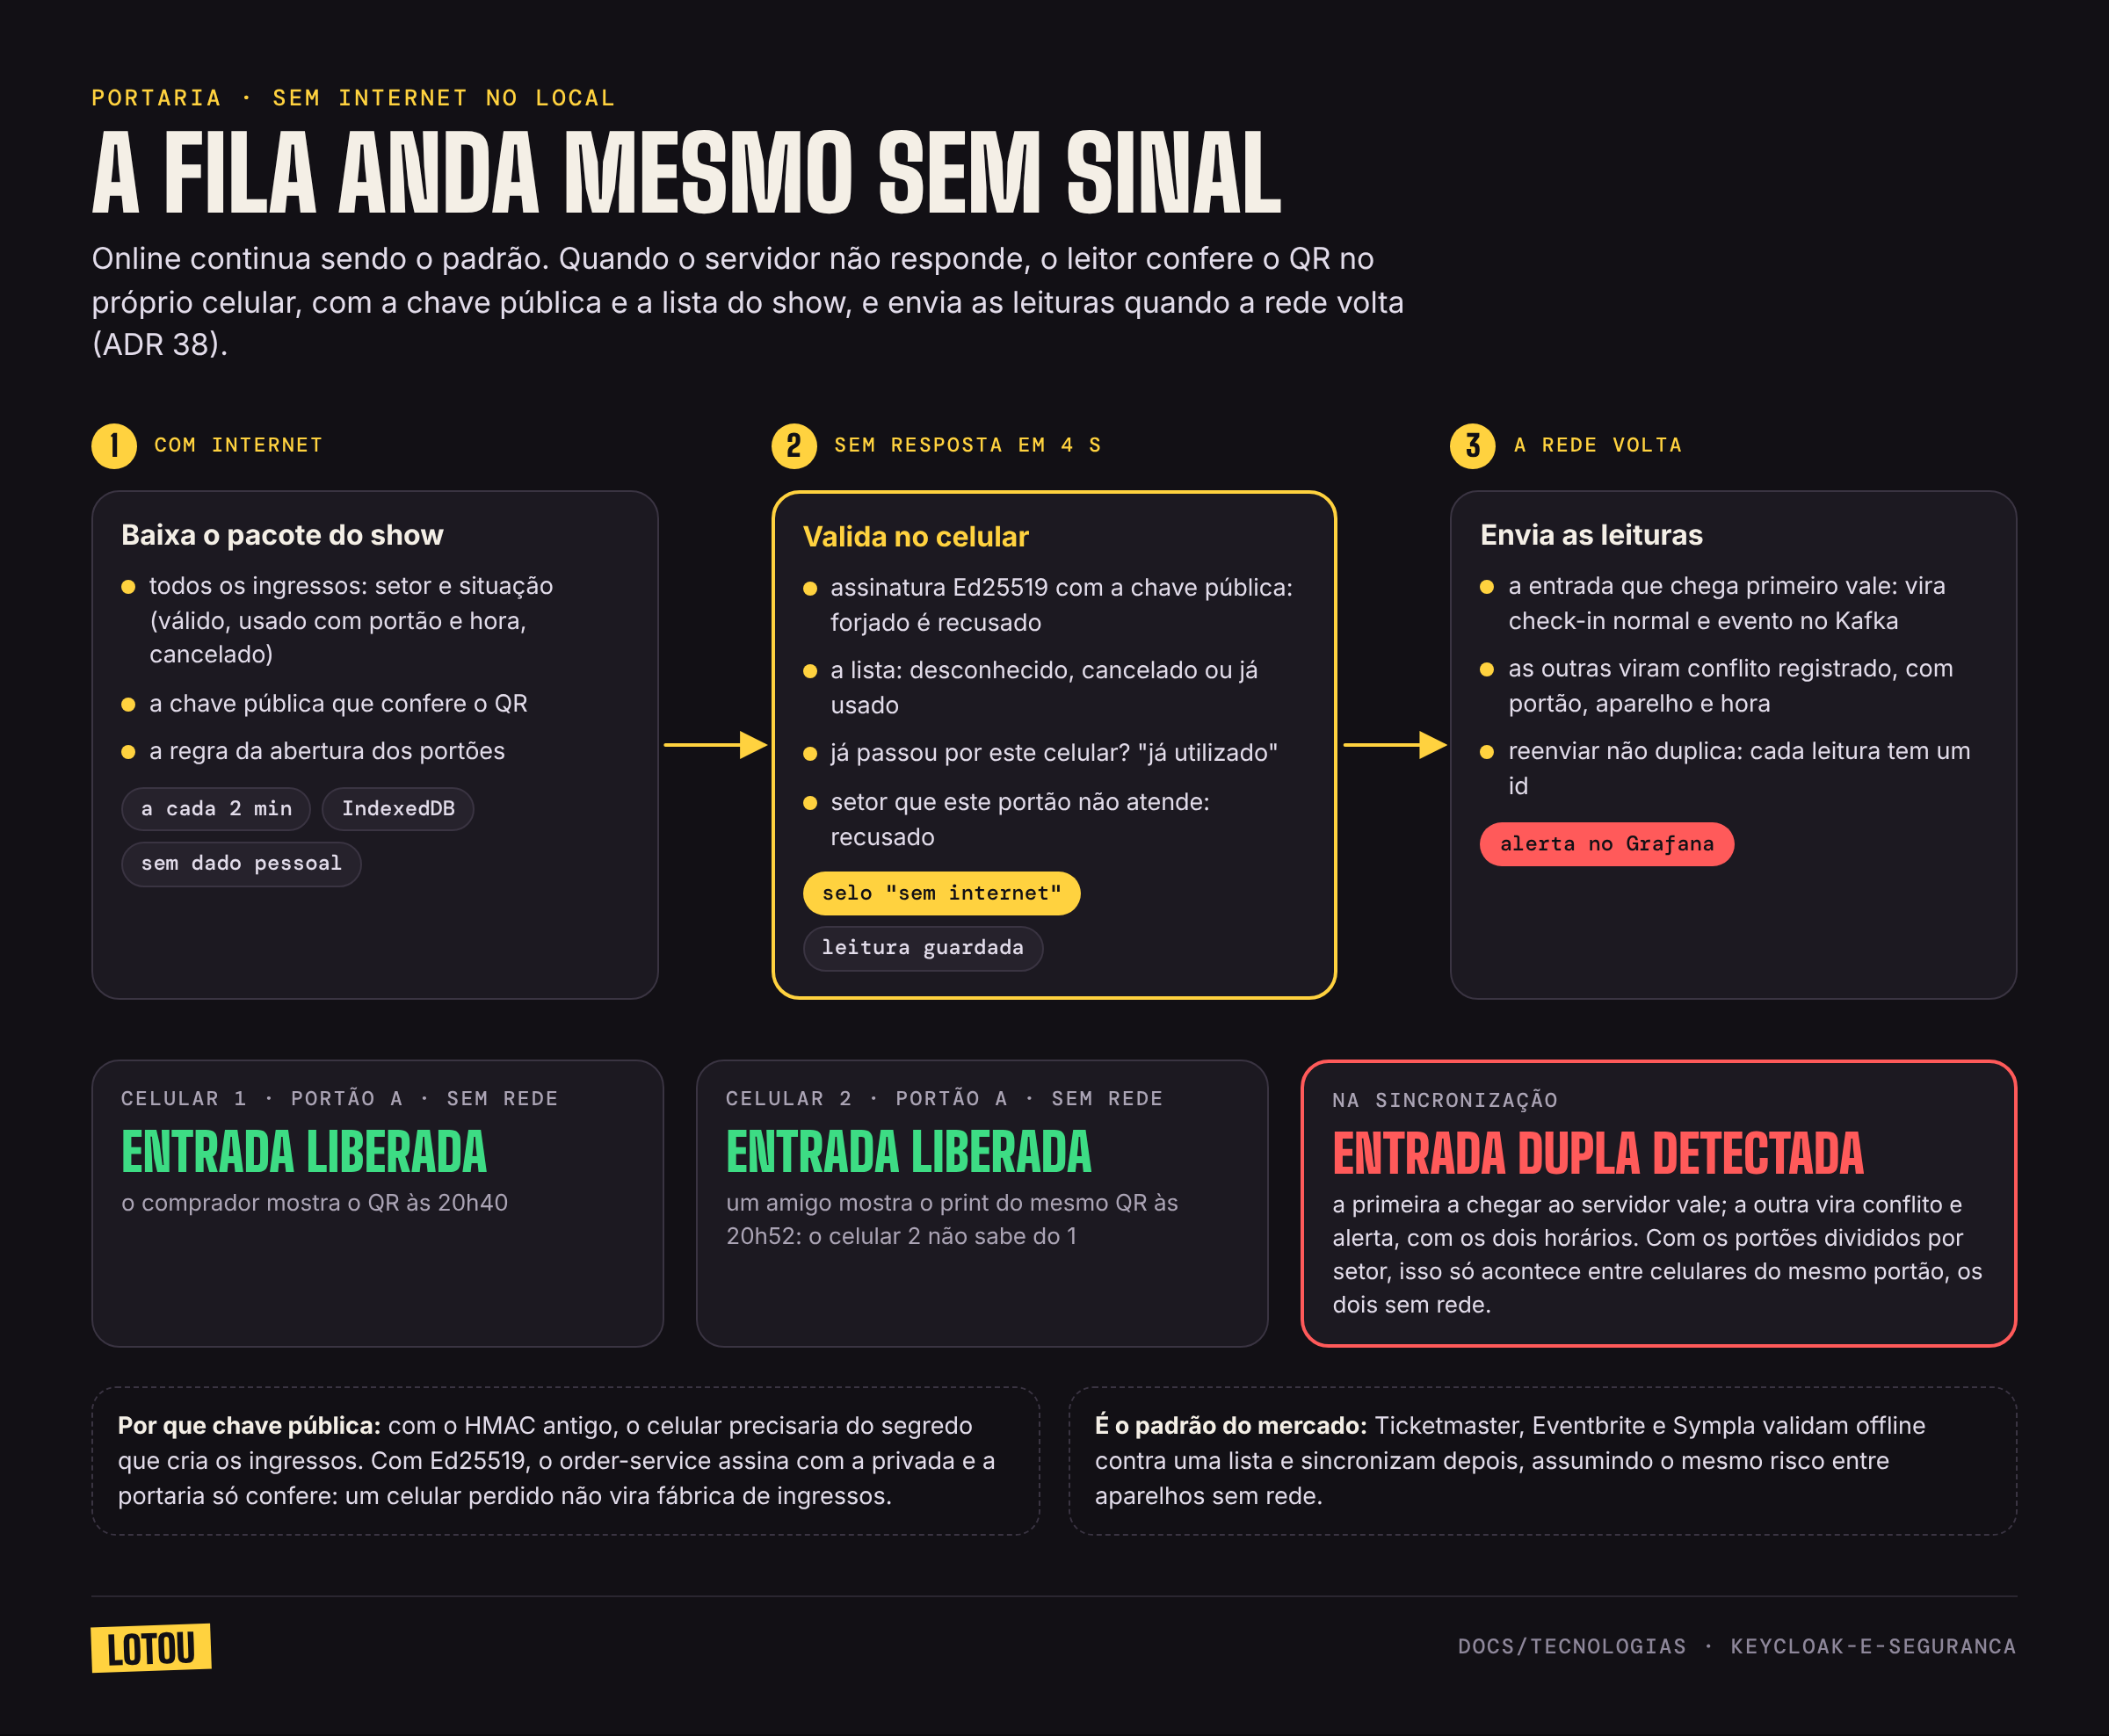 PORTARIA · SEM INTERNET NO LOCAL
A FILA ANDA MESMO SEM SINAL
Online continua sendo o padrão. Quando o servidor não responde, o leitor confere o QR no
próprio celular, com a chave pública e a lista do show, e envia as leituras quando a rede volta
(ADR 38).
1 COM INTERNET
Baixa o pacote do show
todos os ingressos: setor e situação
(válido, usado com portão e hora,
cancelado)
a chave pública que confere o QR
a regra da abertura dos portões
a cada 2 min IndexedDB
sem dado pessoal
2 SEM RESPOSTA EM 4 S
Valida no celular
assinatura Ed25519 com a chave pública:
forjado é recusado
a lista: desconhecido, cancelado ou já
usado
já passou por este celular? "já utilizado"
setor que este portão não atende:
recusado
selo "sem internet"
leitura guardada
3 A REDE VOLTA
Envia as leituras
a entrada que chega primeiro vale: vira
check-in normal e evento no Kafka
as outras viram conflito registrado, com
portão, aparelho e hora
reenviar não duplica: cada leitura tem um
id
alerta no Grafana
CELULAR 1 · PORTÃO A · SEM REDE
ENTRADA LIBERADA
o comprador mostra o QR às 20h40
CELULAR 2 · PORTÃO A · SEM REDE
ENTRADA LIBERADA
um amigo mostra o print do mesmo QR às
20h52: o celular 2 não sabe do 1
NA SINCRONIZAÇÃO
ENTRADA DUPLA DETECTADA
a primeira a chegar ao servidor vale; a outra vira conflito e
alerta, com os dois horários. Com os portões divididos por
setor, isso só acontece entre celulares do mesmo portão, os
dois sem rede.
Por que chave pública: com o HMAC antigo, o celular precisaria do segredo
que cria os ingressos. Com Ed25519, o order-service assina com a privada e a
portaria só confere: um celular perdido não vira fábrica de ingressos.
É o padrão do mercado: Ticketmaster, Eventbrite e Sympla validam offline
contra uma lista e sincronizam depois, assumindo o mesmo risco entre
aparelhos sem rede.
LOTOU
DOCS/TECNOLOGIAS · KEYCLOAK-E-SEGURANCA